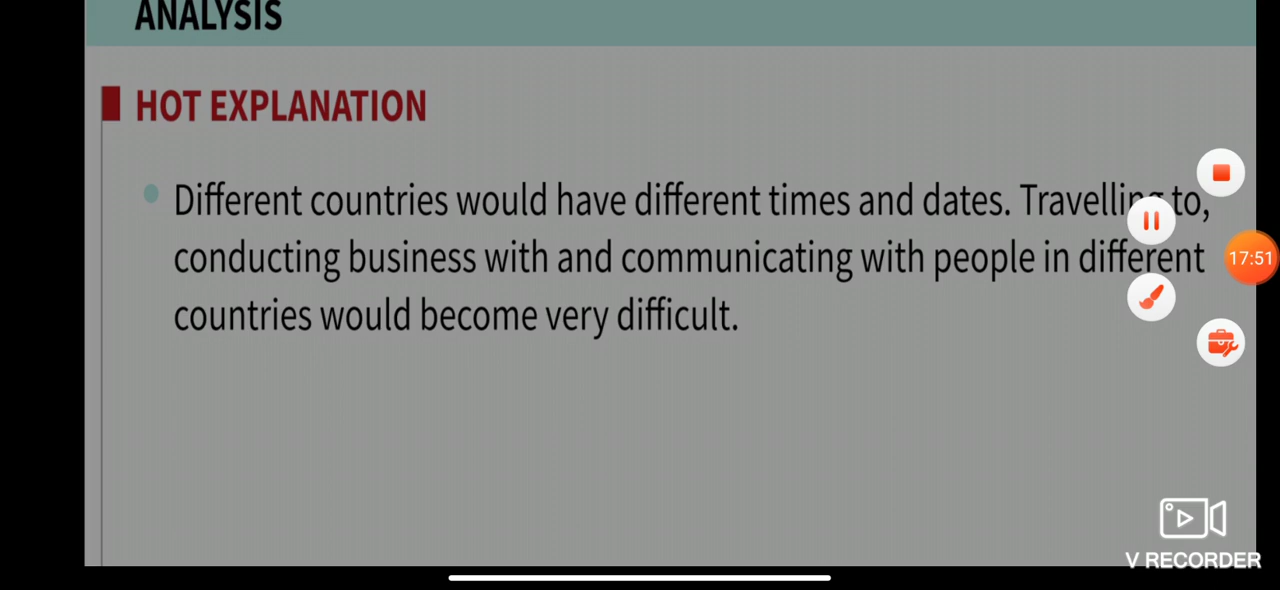 ANALYSIS
HOT EXPLANATION
Different countries would have different times and dates. Travelling to,
conducting business with and communicating with people in different
countries would become very difficult.
17:51
V RECORDER